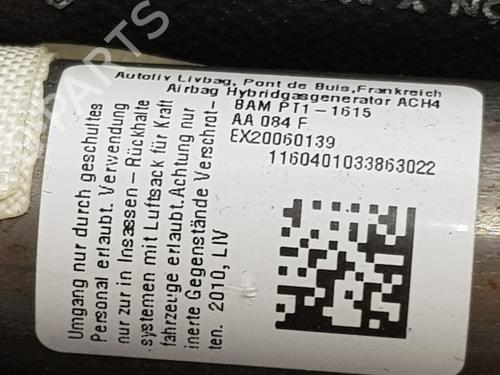 Autoliv Livbag, Pont de Buis, Frankreich
Airbag Hybridgasgenerator ACH4
BAM PT1-1615
AA 084 F
EX20060139
1160401033863022
Umgang nur durch geschultes
Personal erlaubt. Verwendung
nur zur in Insassen-Rückhalte
systemen mit Luftsack für Kraft
fahrzeuge erlaubt.Achtung nur
inerte Gegenstände Verschrot-
ten. 2010, LIV
PARTS